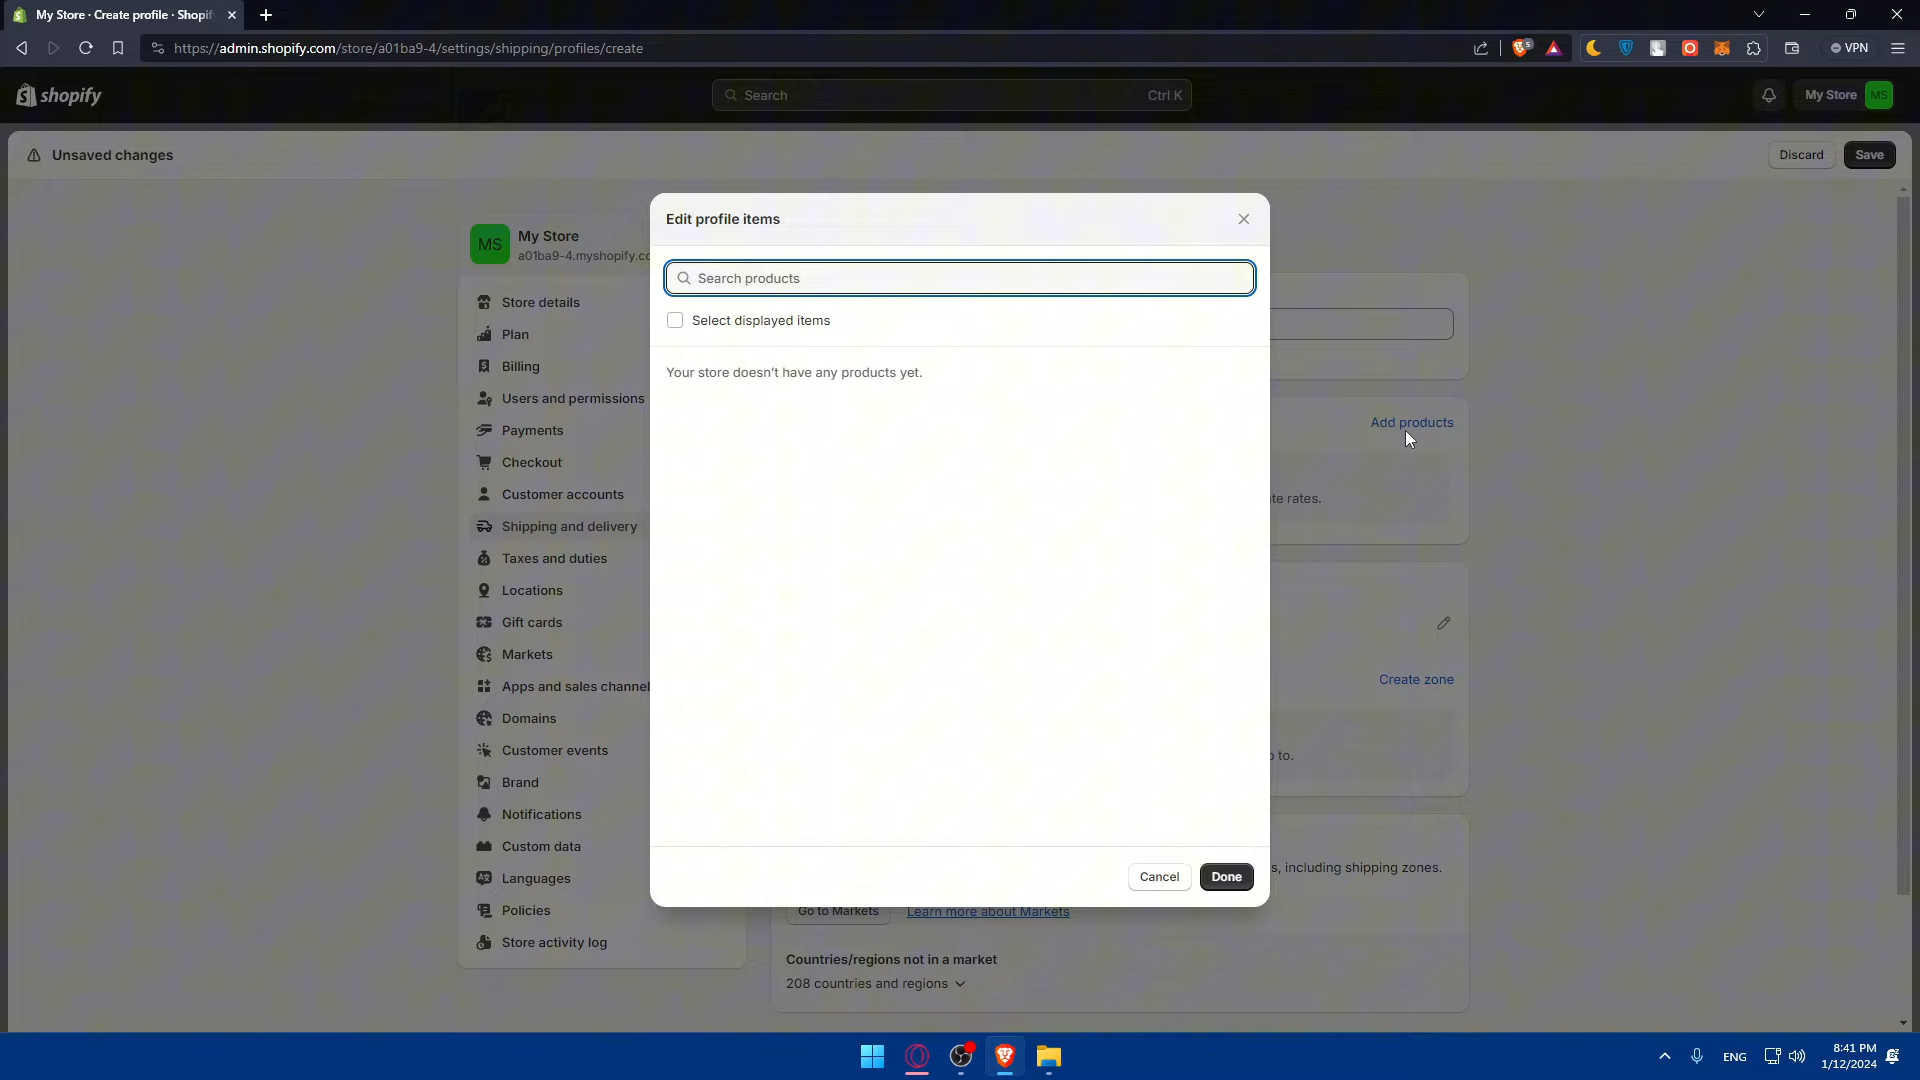 My Store · Create profile · Shopif
https://admin.shopify.com/store/a01ba9-4/settings/shipping/profiles/create
5
VPN
shopify
Search
Ctrl K
My Store
MS
Unsaved changes
Discard
Save
MS
My Store
a01ba9-4.myshopify.co
Store details
Plan
Billing
Users and permissions
Payments
Checkout
Customer accounts
Shipping and delivery
Taxes and duties
Locations
Gift cards
Markets
Apps and sales channel
Domains
Customer events
Brand
Notifications
Custom data
Languages
Policies
Store activity log
Edit profile items
Search products
Select displayed items
Your store doesn't have any products yet.
Cancel
Done
Add products
te rates.
Create zone
to.
s, including shipping zones.
Go to Markets
Learn more about Markets
Countries/regions not in a market
208 countries and regions
ENG
8:41 PM
1/12/2024